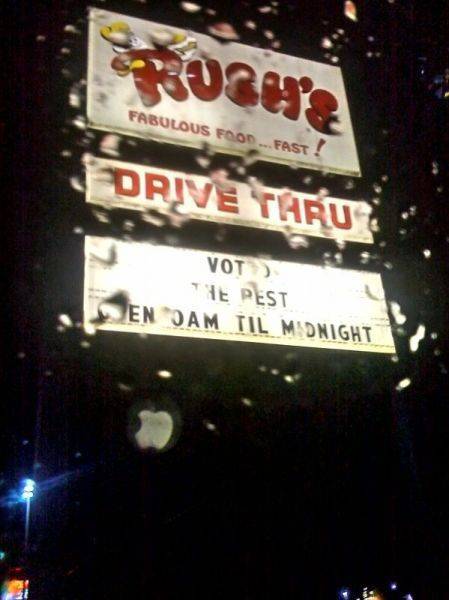 RUSH'S
FABULOUS FOOD...FAST!
DRIVE THRU
THE
TIL MIDNIGHT